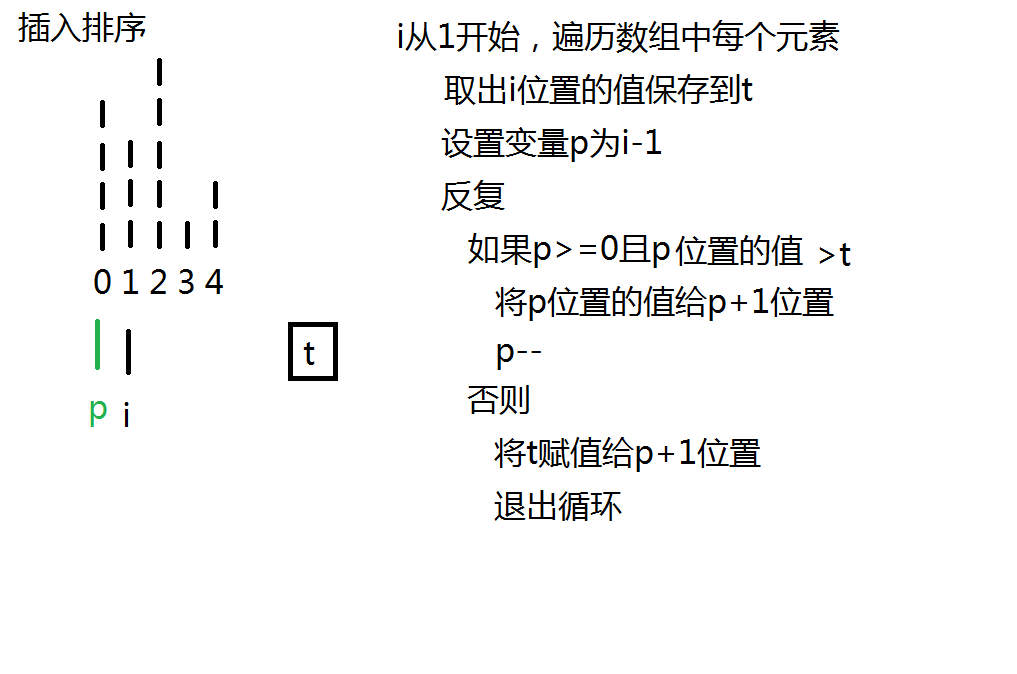 插入排序
0 1 2 3 4
p i
t
i从1开始，遍历数组中每个元素
取出i位置的值保存到t
设置变量p为i-1
反复
如果p>=0且p位置的值 >t
将p位置的值给p+1位置
p--
否则
将t赋值给p+1位置
退出循环